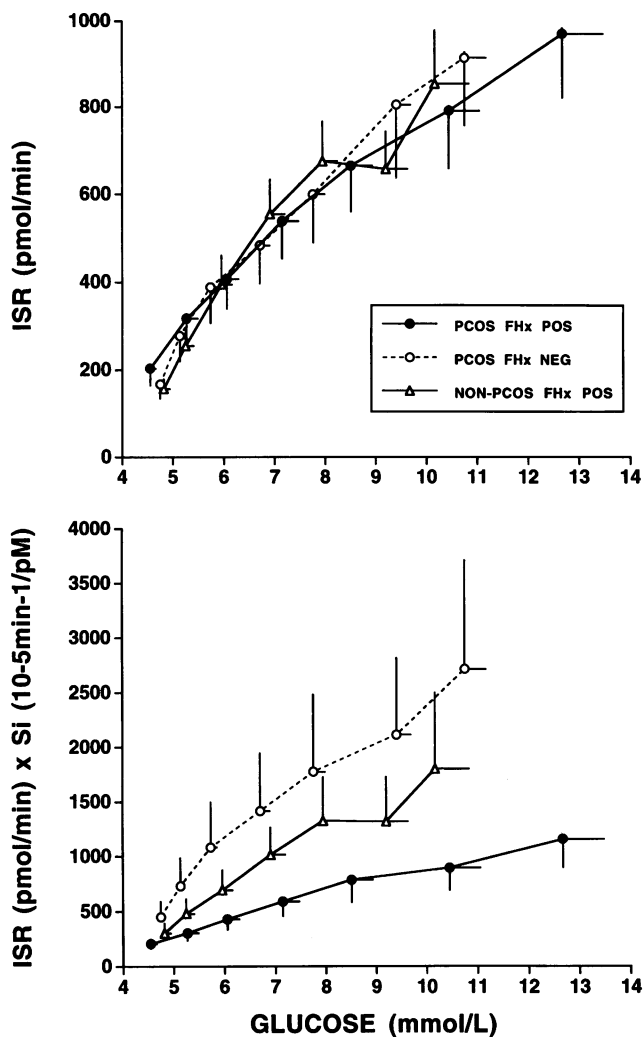 1000
800
600
400
200
0
ISR (pmol/min)
PCOS FHx POS
PCOS FHx NEG
NON-PCOS FHx POS
4 5 6 7 8 9 10 11 12 13 14
4000
3500
3000
2500
2000
1500
1000
500
0
ISR (pmol/min) x Si (10-5min-1/pM)
4 5 6 7 8 9 10 11 12 13 14
GLUCOSE (mmol/L)